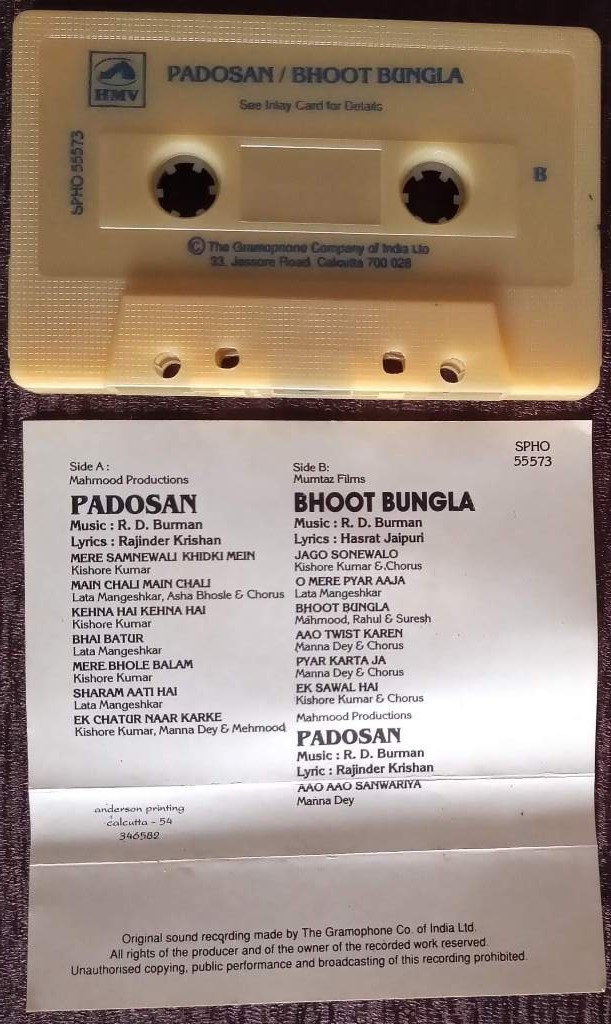 HMV
PADOSAN / BHOOT BUNGLA
See Inlay Card for Details
SPHO 55573
B
© The Gramophone Company of India Ltd
33, Jessore Road, Calcutta 700 028
SPHO
55573
Side A :
Mahmood Productions
PADOSAN
Music : R. D. Burman
Lyrics : Rajinder Krishan
MERE SAMNEWALI KHIDKI MEIN
Kishore Kumar
MAIN CHALI MAIN CHALI
Lata Mangeshkar, Asha Bhosle & Chorus
KEHNA HAI KEHNA HAI
Kishore Kumar
BHAI BATUR
Lata Mangeshkar
MERE BHOLE BALAM
Kishore Kumar
SHARAM AATI HAI
Lata Mangeshkar
EK CHATUR NAAR KARKE
Kishore Kumar, Manna Dey & Mehmood
Side B:
Mumtaz Films
BHOOT BUNGLA
Music : R. D. Burman
Lyrics : Hasrat Jaipuri
JAGO SONEWALO
Kishore Kumar & Chorus
O MERE PYAR AAJA
Lata Mangeshkar
BHOOT BUNGLA
Mahmood, Rahul & Suresh
AAO TWIST KAREN
Manna Dey & Chorus
PYAR KARTA JA
Manna Dey & Chorus
EK SAWAL HAI
Kishore Kumar & Chorus
Mahmood Productions
PADOSAN
Music : R. D. Burman
Lyric : Rajinder Krishan
AAO AAO SANWARIYA
Manna Dey
anderson printing
calcutta - 54
346582
Original sound recording made by The Gramophone Co. of India Ltd.
All rights of the producer and of the owner of the recorded work reserved.
Unauthorised copying, public performance and broadcasting of this recording prohibited.